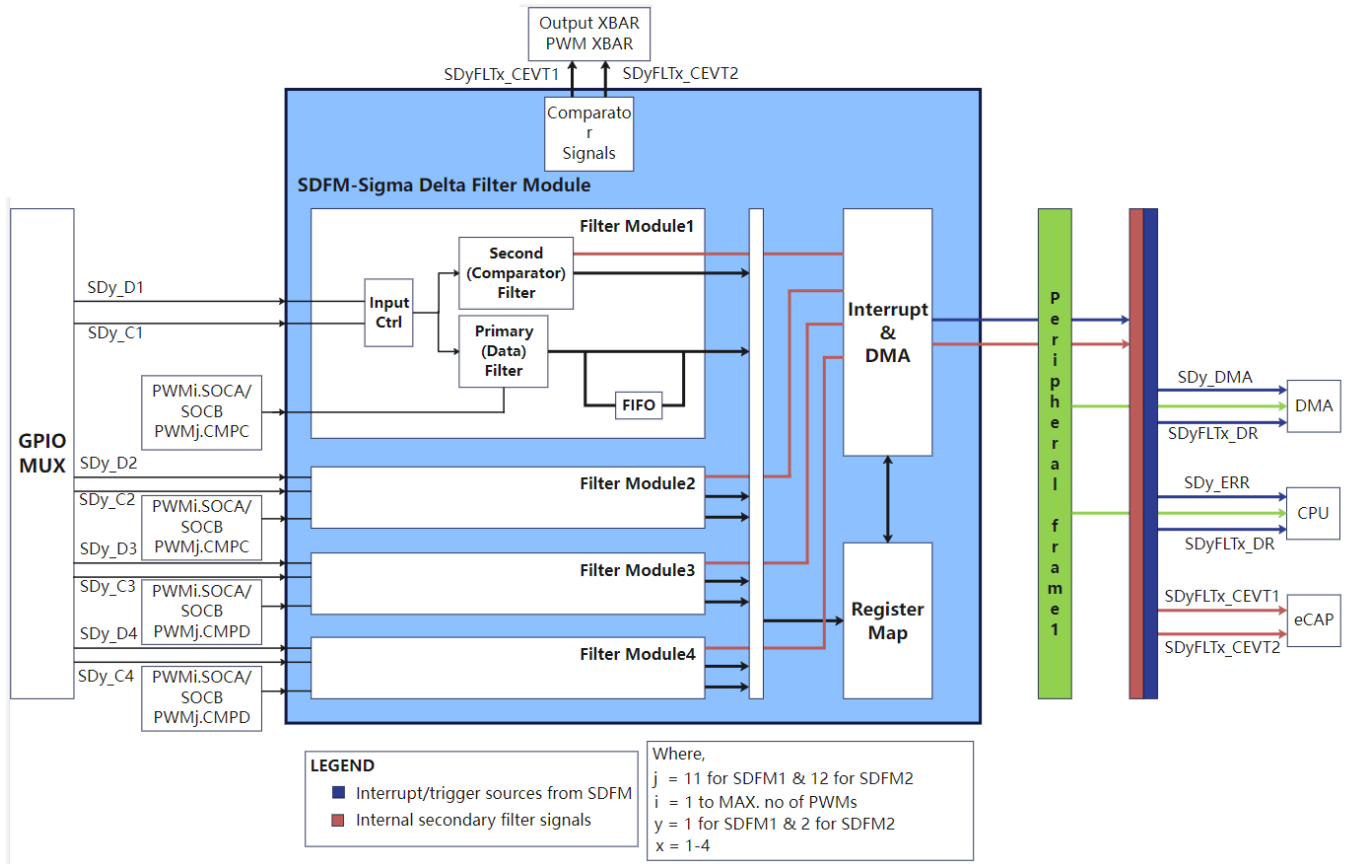 Output XBAR
PWM XBAR
SDyFLTx_CEVT1
SDyFLTx_CEVT2
Comparato
r
Signals
SDFM-Sigma Delta Filter Module
Filter Module1
Second
(Comparator)
Filter
Input
Ctrl
Primary
(Data)
Filter
FIFO
SDy_D1
SDy_C1
PWMi.SOCA/
SOCB
PWMj.CMPC
GPIO
MUX
SDy_D2
SDy_C2
PWMi.SOCA/
SOCB
PWMj.CMPC
Filter Module2
SDy_D3
SDy_C3
PWMi.SOCA/
SOCB
PWMj.CMPD
Filter Module3
SDy_D4
SDy_C4
PWMi.SOCA/
SOCB
PWMj.CMPD
Filter Module4
Interrupt
&
DMA
Register
Map
Peripheral frame1
SDy_DMA
SDyFLTx_DR
DMA
SDy_ERR
SDyFLTx_DR
CPU
SDyFLTx_CEVT1
SDyFLTx_CEVT2
eCAP
LEGEND
Interrupt/trigger sources from SDFM
Internal secondary filter signals
Where,
j = 11 for SDFM1 & 12 for SDFM2
i = 1 to MAX. no of PWMs
y = 1 for SDFM1 & 2 for SDFM2
x = 1-4